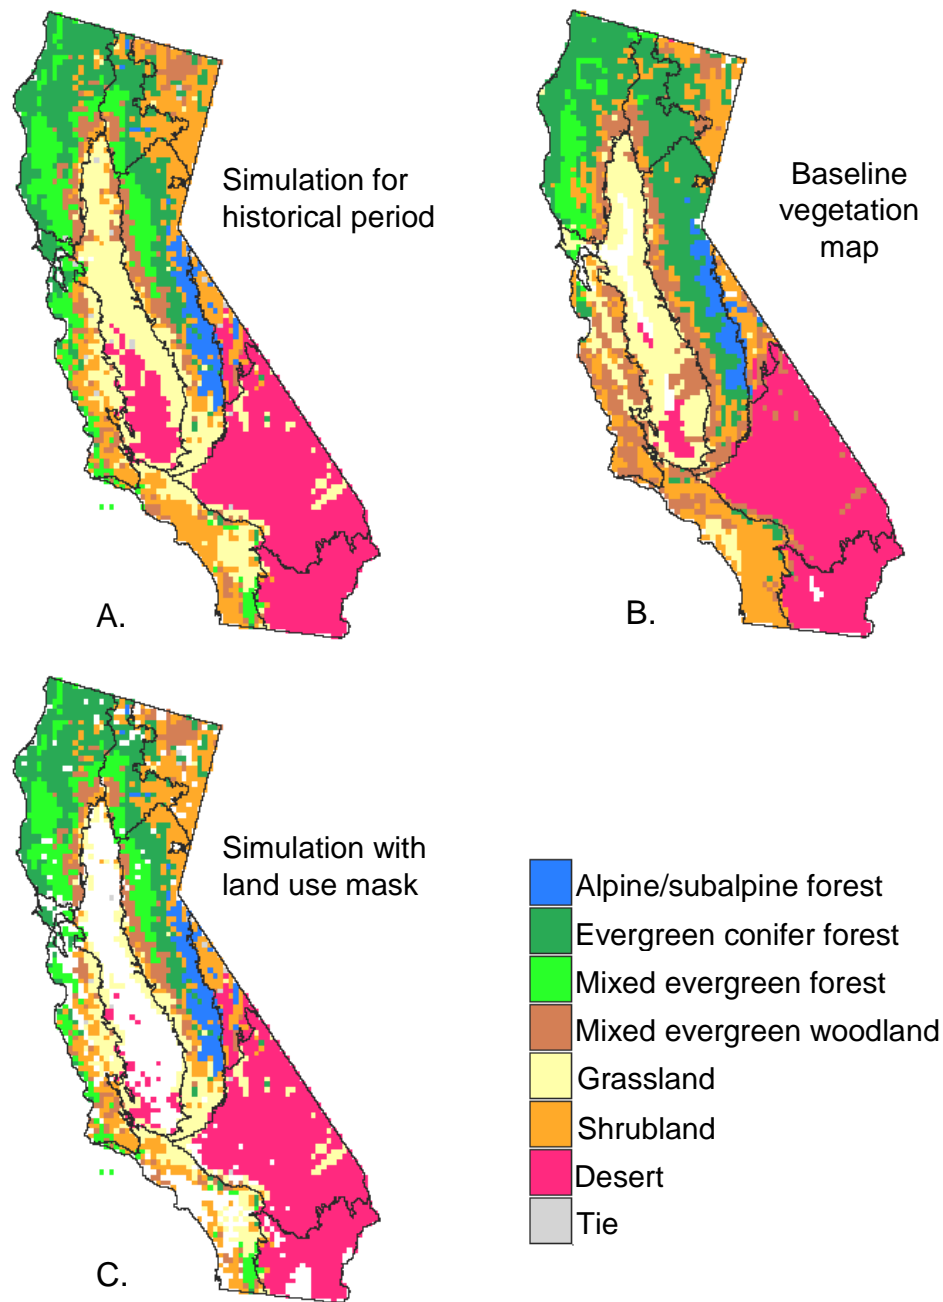 Simulation for
historical period
Baseline
vegetation
map
A.
B.
Simulation with
land use mask
Alpine/subalpine forest
Evergreen conifer forest
Mixed evergreen forest
Mixed evergreen woodland
Grassland
Shrubland
Desert
Tie
C.